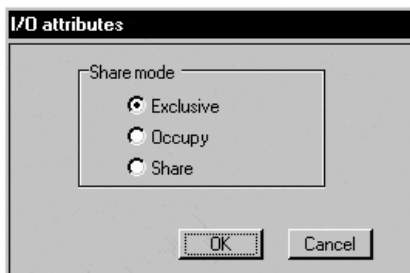 I/O attributes
Share mode
Exclusive
Occupy
Share
OK
Cancel